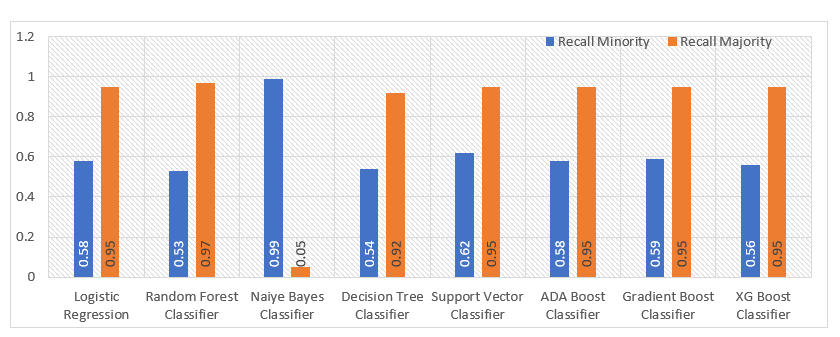 Recall Minority Recall Majority
1.2
1
0.8
0.6
0.4
0.2
0
0.58 0.95 0.53 0.97 0.99 0.05 0.54 0.92 0.62 0.95 0.58 0.95 0.59 0.95 0.56 0.95
Logistic Regression
Random Forest Classifier
Naiye Bayes Classifier
Decision Tree Classifier
Support Vector Classifier
ADA Boost Classifier
Gradient Boost Classifier
XG Boost Classifier